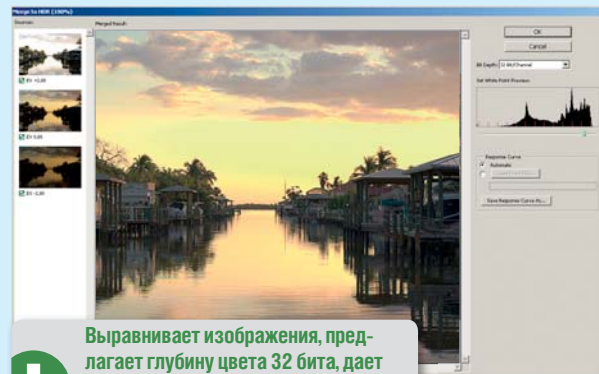 Merge to HDR (100%)
Sources:
Merged Result:
EV +2,00
EV 0,00
EV -2,00
OK
Cancel
Bit Depth: 32 Bit/Channel
Set White Point Preview:
Response Curve
Automatic
Save Response Curve As...
Выравнивает изображения, пред-
лагает глубину цвета 32 бита, дает